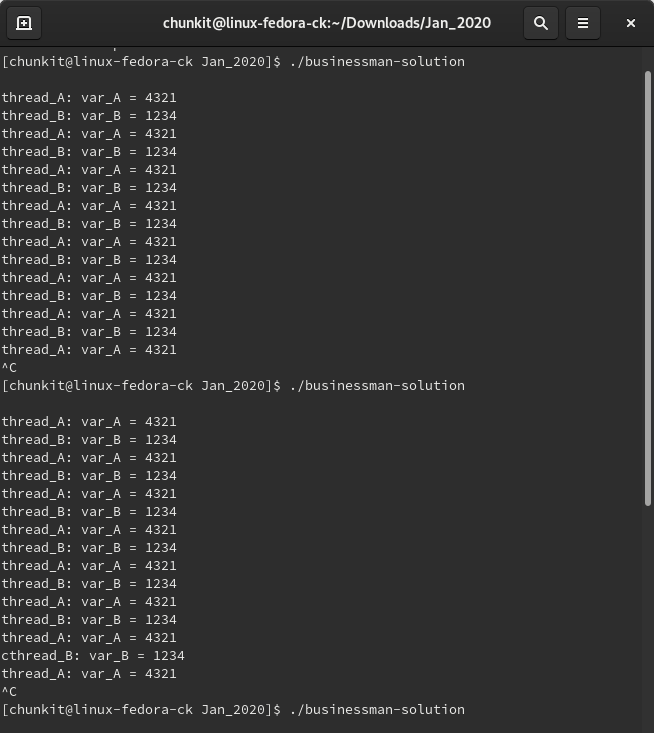 chunkit@linux-fedora-ck:~/Downloads/Jan_2020
[chunkit@linux-fedora-ck Jan_2020]$ ./businessman-solution
thread_A: var_A = 4321
thread_B: var_B = 1234
thread_A: var_A = 4321
thread_B: var_B = 1234
thread_A: var_A = 4321
thread_B: var_B = 1234
thread_A: var_A = 4321
thread_B: var_B = 1234
thread_A: var_A = 4321
thread_B: var_B = 1234
thread_A: var_A = 4321
thread_B: var_B = 1234
thread_A: var_A = 4321
thread_B: var_B = 1234
thread_A: var_A = 4321
^C
[chunkit@linux-fedora-ck Jan_2020]$ ./businessman-solution
thread_A: var_A = 4321
thread_B: var_B = 1234
thread_A: var_A = 4321
thread_B: var_B = 1234
thread_A: var_A = 4321
thread_B: var_B = 1234
thread_A: var_A = 4321
thread_B: var_B = 1234
thread_A: var_A = 4321
thread_B: var_B = 1234
thread_A: var_A = 4321
thread_B: var_B = 1234
thread_A: var_A = 4321
cthread_B: var_B = 1234
thread_A: var_A = 4321
^C
[chunkit@linux-fedora-ck Jan_2020]$ ./businessman-solution